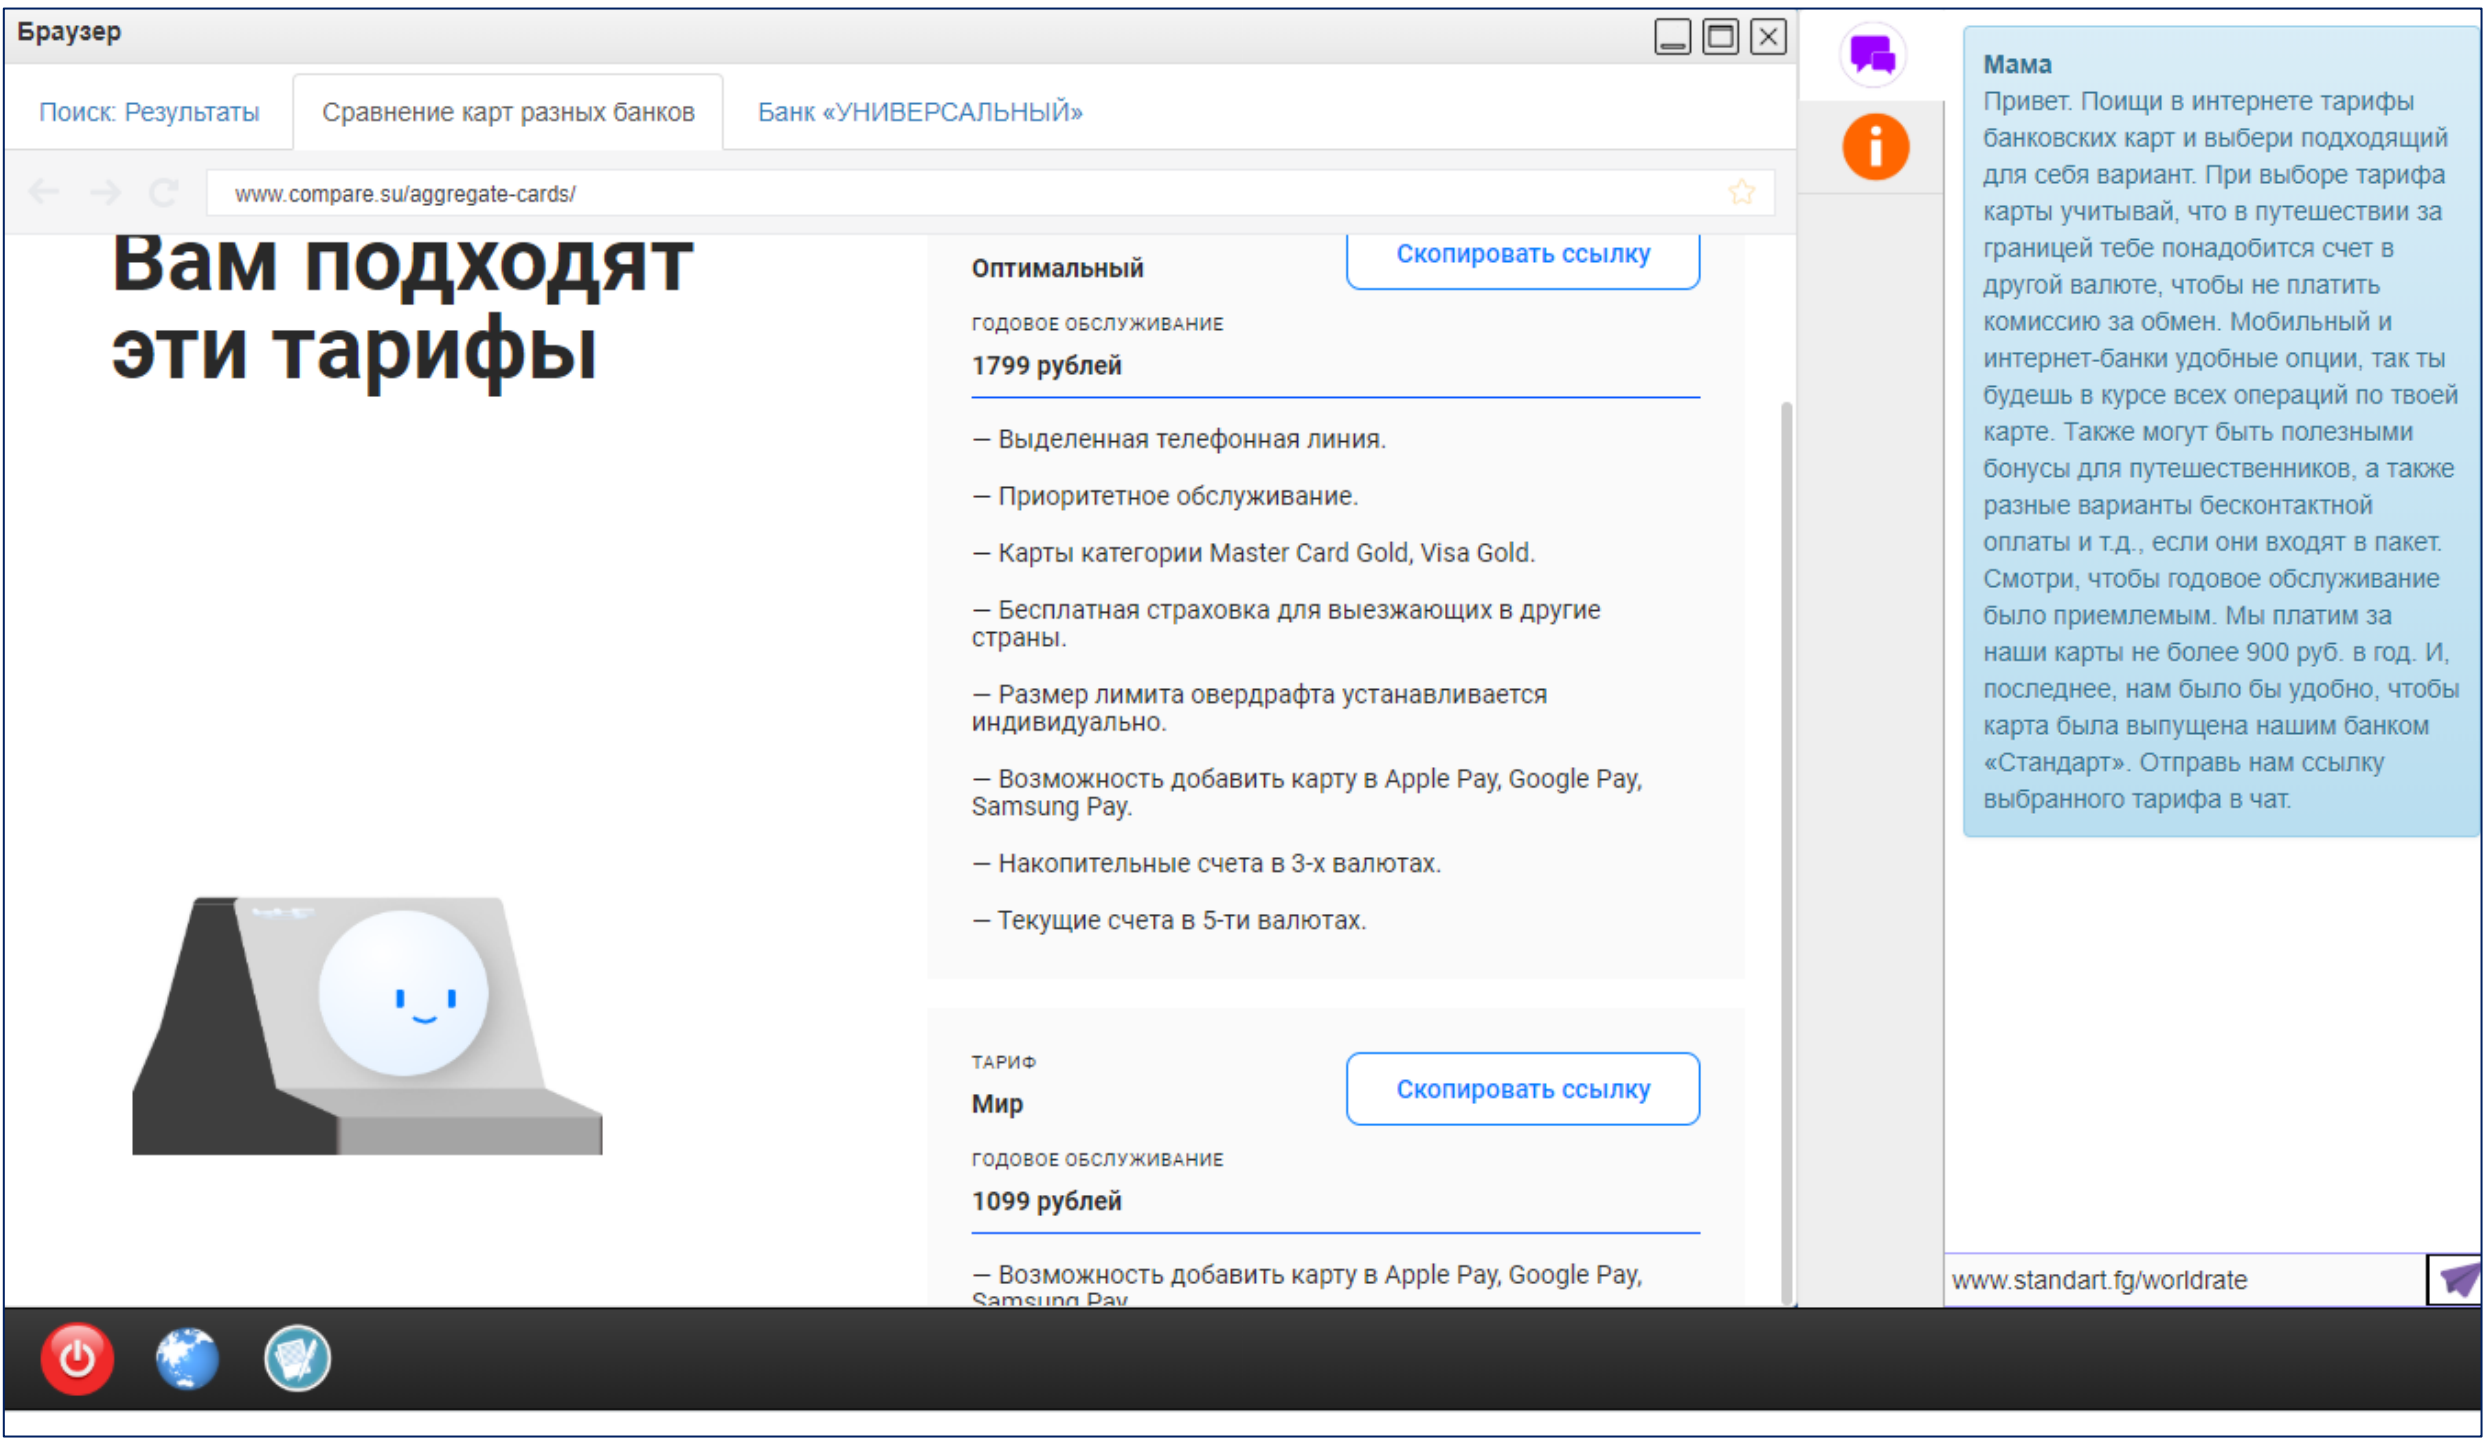 Браузер
Поиск: Результаты
Сравнение карт разных банков
Банк «УНИВЕРСАЛЬНЫЙ»
www.compare.su/aggregate-cards/
Вам подходят
эти тарифы
Оптимальный
Скопировать ссылку
ГОДОВОЕ ОБСЛУЖИВАНИЕ
1799 рублей
— Выделенная телефонная линия.
— Приоритетное обслуживание.
— Карты категории Master Card Gold, Visa Gold.
— Бесплатная страховка для выезжающих в другие
страны.
— Размер лимита овердрафта устанавливается
индивидуально.
— Возможность добавить карту в Apple Pay, Google Pay,
Samsung Pay.
— Накопительные счета в 3-х валютах.
— Текущие счета в 5-ти валютах.
ТАРИФ
Мир
Скопировать ссылку
ГОДОВОЕ ОБСЛУЖИВАНИЕ
1099 рублей
— Возможность добавить карту в Apple Pay, Google Pay,
Samsung Pay
Мама
Привет. Поищи в интернете тарифы
банковских карт и выбери подходящий
для себя вариант. При выборе тарифа
карты учитывай, что в путешествии за
границей тебе понадобится счет в
другой валюте, чтобы не платить
комиссию за обмен. Мобильный и
интернет-банки удобные опции, так ты
будешь в курсе всех операций по твоей
карте. Также могут быть полезными
бонусы для путешественников, а также
разные варианты бесконтактной
оплаты и т.д., если они входят в пакет.
Смотри, чтобы годовое обслуживание
было приемлемым. Мы платим за
наши карты не более 900 руб. в год. И,
последнее, нам было бы удобно, чтобы
карта была выпущена нашим банком
«Стандарт». Отправь нам ссылку
выбранного тарифа в чат.
www.standart.fg/worldrate